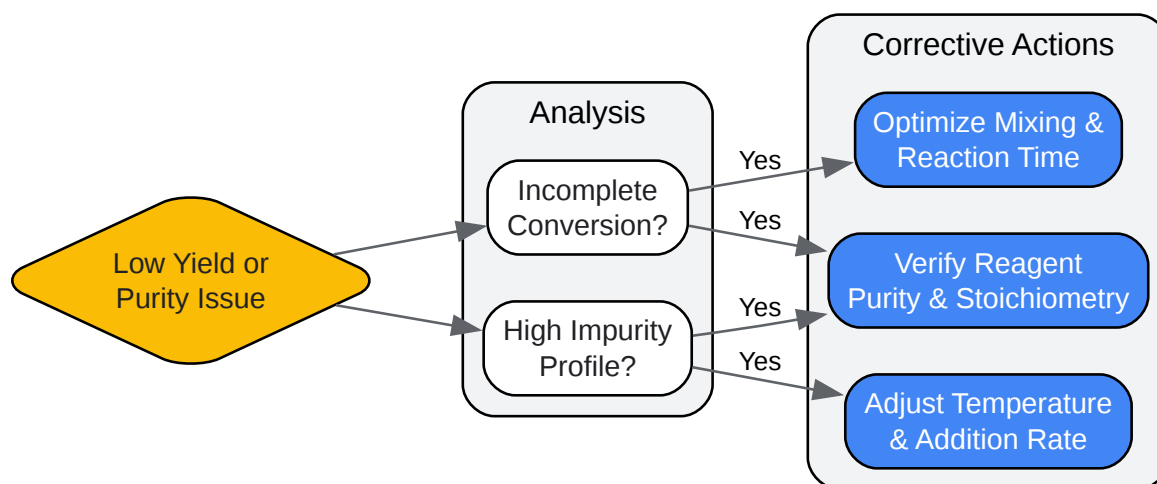 Corrective Actions
Analysis
Optimize Mixing &
Reaction Time
Yes
Incomplete
Conversion?
Yes
Low Yield or
Purity Issue
Verify Reagent
Purity & Stoichiometry
Yes
High Impurity
Profile?
Yes
Adjust Temperature
& Addition Rate